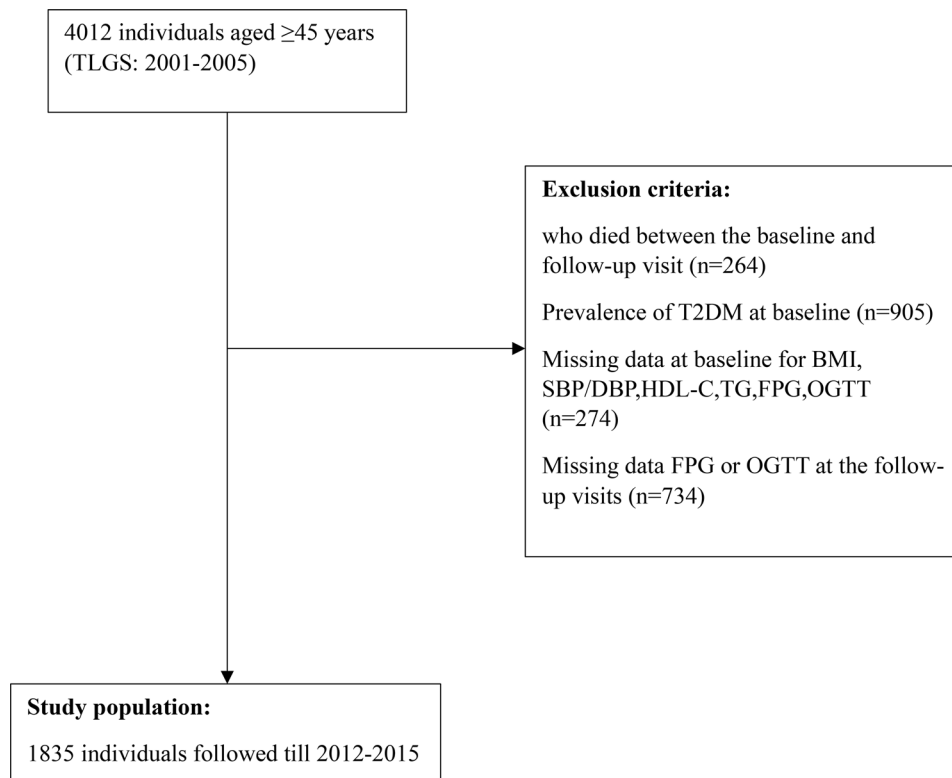 4012 individuals aged ≥45 years
(TLGS: 2001-2005)
Exclusion criteria:
who died between the baseline and
follow-up visit (n=264)
Prevalence of T2DM at baseline (n=905)
Missing data at baseline for BMI,
SBP/DBP,HDL-C,TG,FPG,OGTT
(n=274)
Missing data FPG or OGTT at the follow-
up visits (n=734)
Study population:
1835 individuals followed till 2012-2015